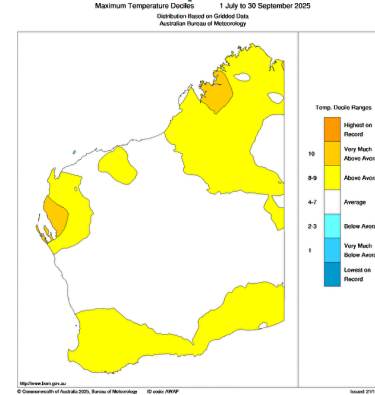 Maximum Temperature Deciles 1 July to 30 September 2025
Distribution Based on Gridded Data
Australian Bureau of Meteorology
Temp. Decile Ranges
Highest on
Record
10
Very Much
Above Aver
8-9
Above Aver
4-7
Average
2-3
Below Aver
1
Very Much
Below Aver
Lowest on
Record
http://www.bom.gov.au
© Commonwealth of Australia 2025, Bureau of Meteorology ID code: AWAP Issued: